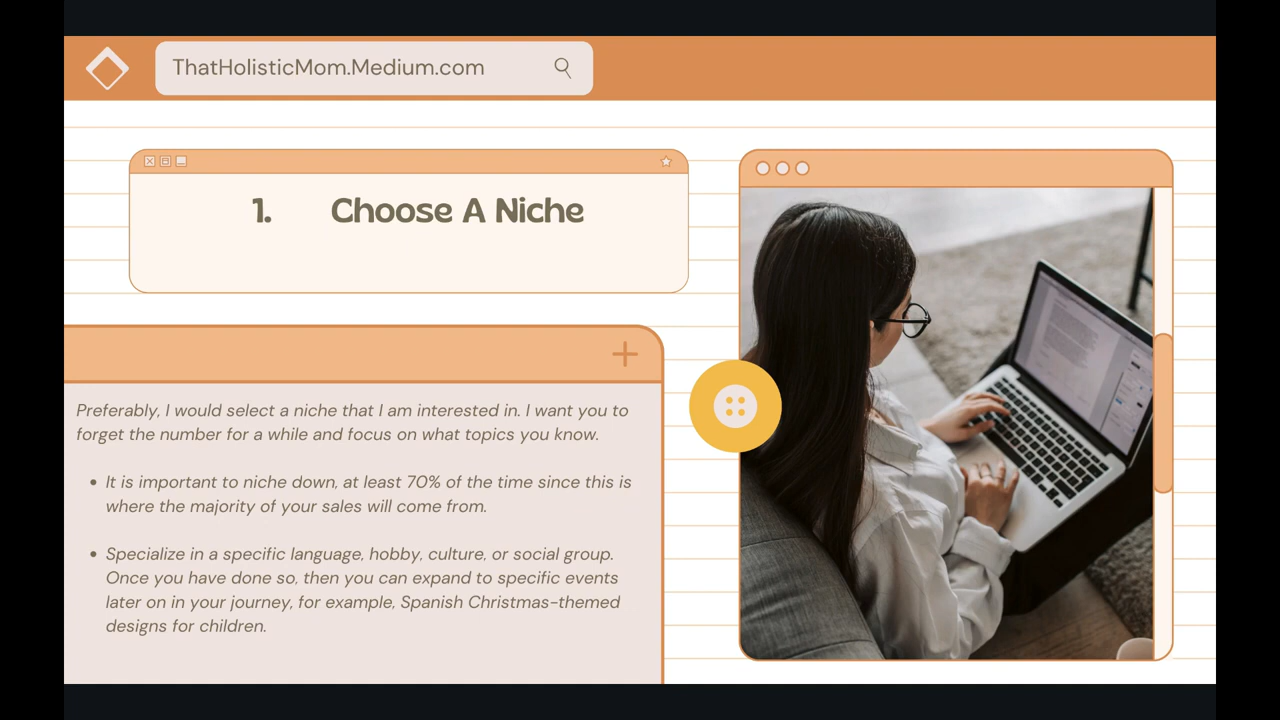 ThatHolisticMom.Medium.com
1. Choose A Niche
Preferably, I would select a niche that I am interested in. I want you to
forget the number for a while and focus on what topics you know.
• It is important to niche down, at least 70% of the time since this is
where the majority of your sales will come from.
• Specialize in a specific language, hobby, culture, or social group.
Once you have done so, then you can expand to specific events
later on in your journey, for example, Spanish Christmas-themed
designs for children.